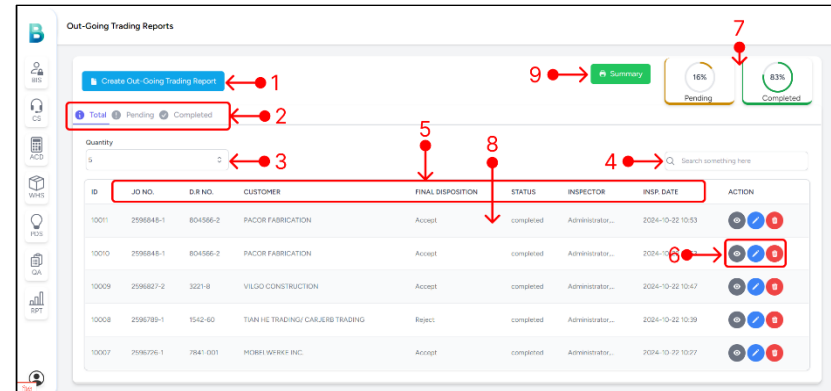 Out-Going Trading Reports
7
9
Summary
16%
Pending
83%
Completed
Create Out-Going Trading Report
1
Total Pending Completed
2
5
8
Quantity
5
3
4
Search something here
ID JO NO. D.R NO. CUSTOMER FINAL DISPOSITION STATUS INSPECTOR INSP. DATE ACTION
10011 2596848-1 804566-2 PACOR FABRICATION Accept completed Administrator... 2024-10-22 10:53
10010 2596848-1 804566-2 PACOR FABRICATION Accept completed Administrator...
6
10009 2596827-2 3221-8 VILGO CONSTRUCTION Accept completed Administrator... 2024-10-22 10:47
10008 2596789-1 1542-60 TIAN HE TRADING/ CARJERB TRADING Reject completed Administrator... 2024-10-22 10:39
10007 2596726-1 7841-001 MOBELWERKE INC. Accept completed Administrator... 2024-10-22 10:27
B
BIS
CS
ACD
WHS
PDS
QA
RPT